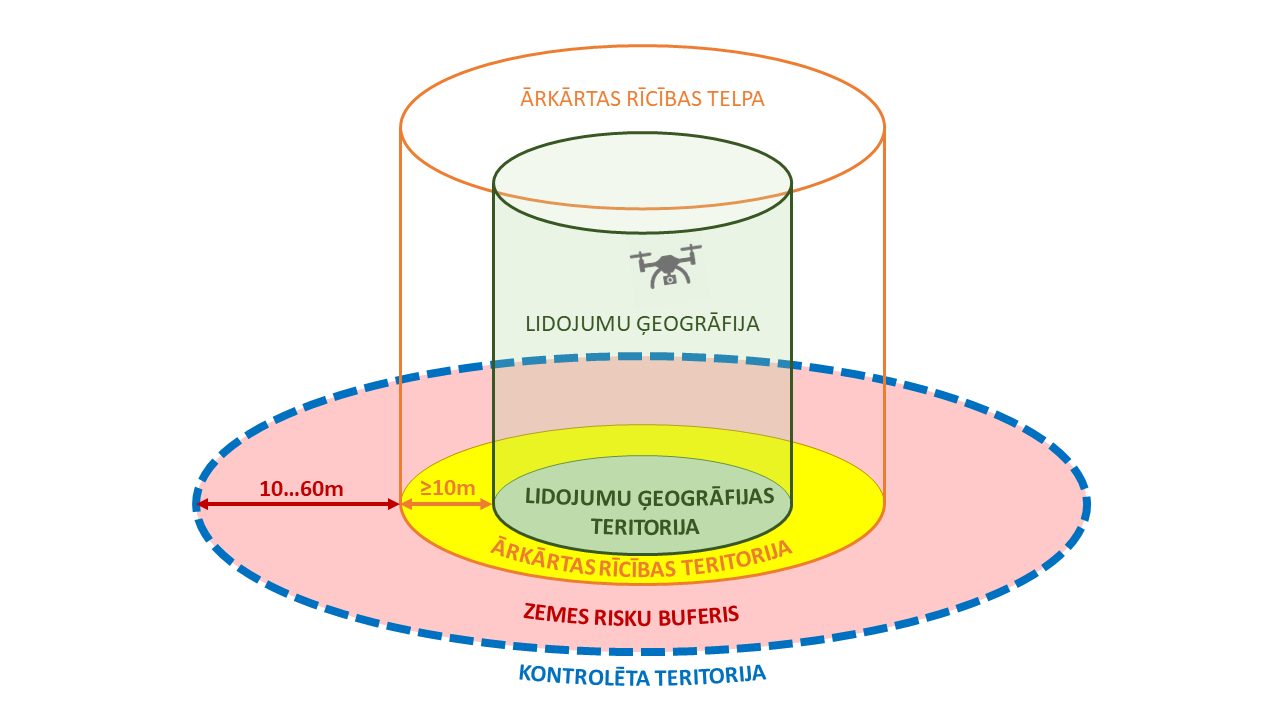 ĀRKĀRTAS RĪCĪBAS TELPA
LIDOJUMU ĢEOGRĀFIJA
10...60m
≥10m
LIDOJUMU ĢEOGRĀFIJAS
TERITORIJA
ĀRKĀRTAS RĪCĪBAS TERITORIJA
ZEMES RISKU BUFERIS
KONTROLĒTA TERITORIJA